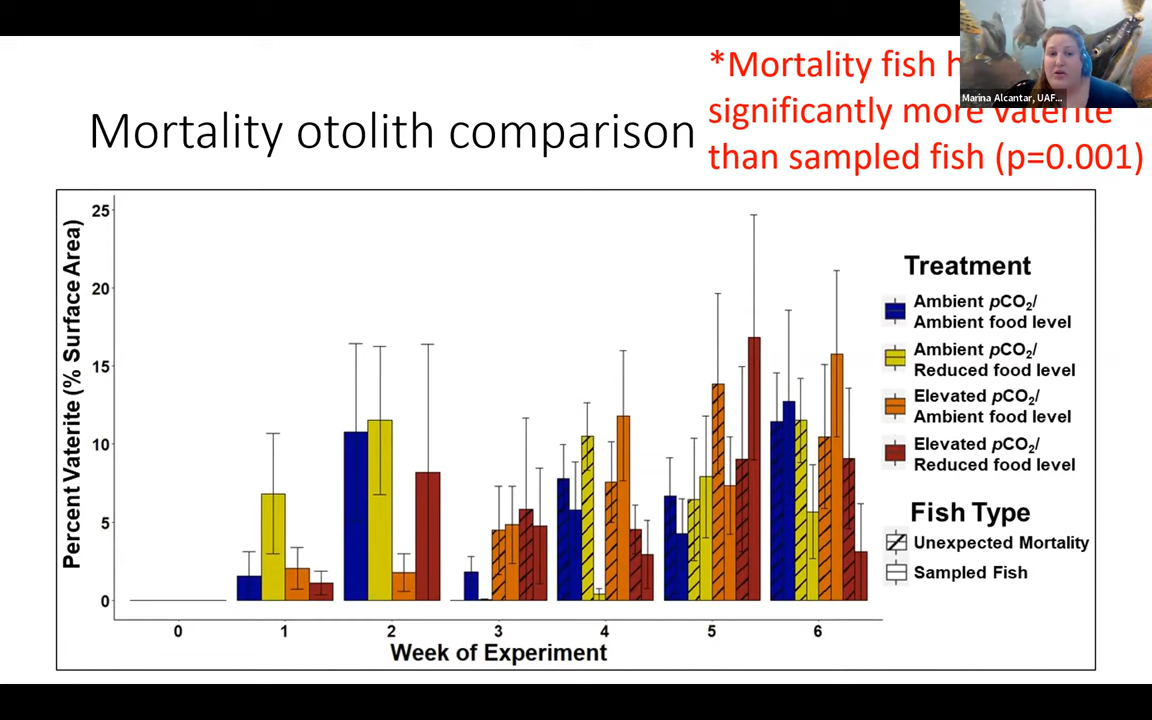 *Mortality fish
Marina Alcantar, UAF...
significantly more vaterite
Mortality otolith comparison
than sampled fish (p=0.001)
Percent Vaterite (% Surface Area)
25
20
15
10
5
0
0 1 2 3 4 5 6
Week of Experiment
Treatment
Ambient pCO₂/
Ambient food level
Ambient pCO₂/
Reduced food level
Elevated pCO₂/
Ambient food level
Elevated pCO₂/
Reduced food level
Fish Type
Unexpected Mortality
Sampled Fish